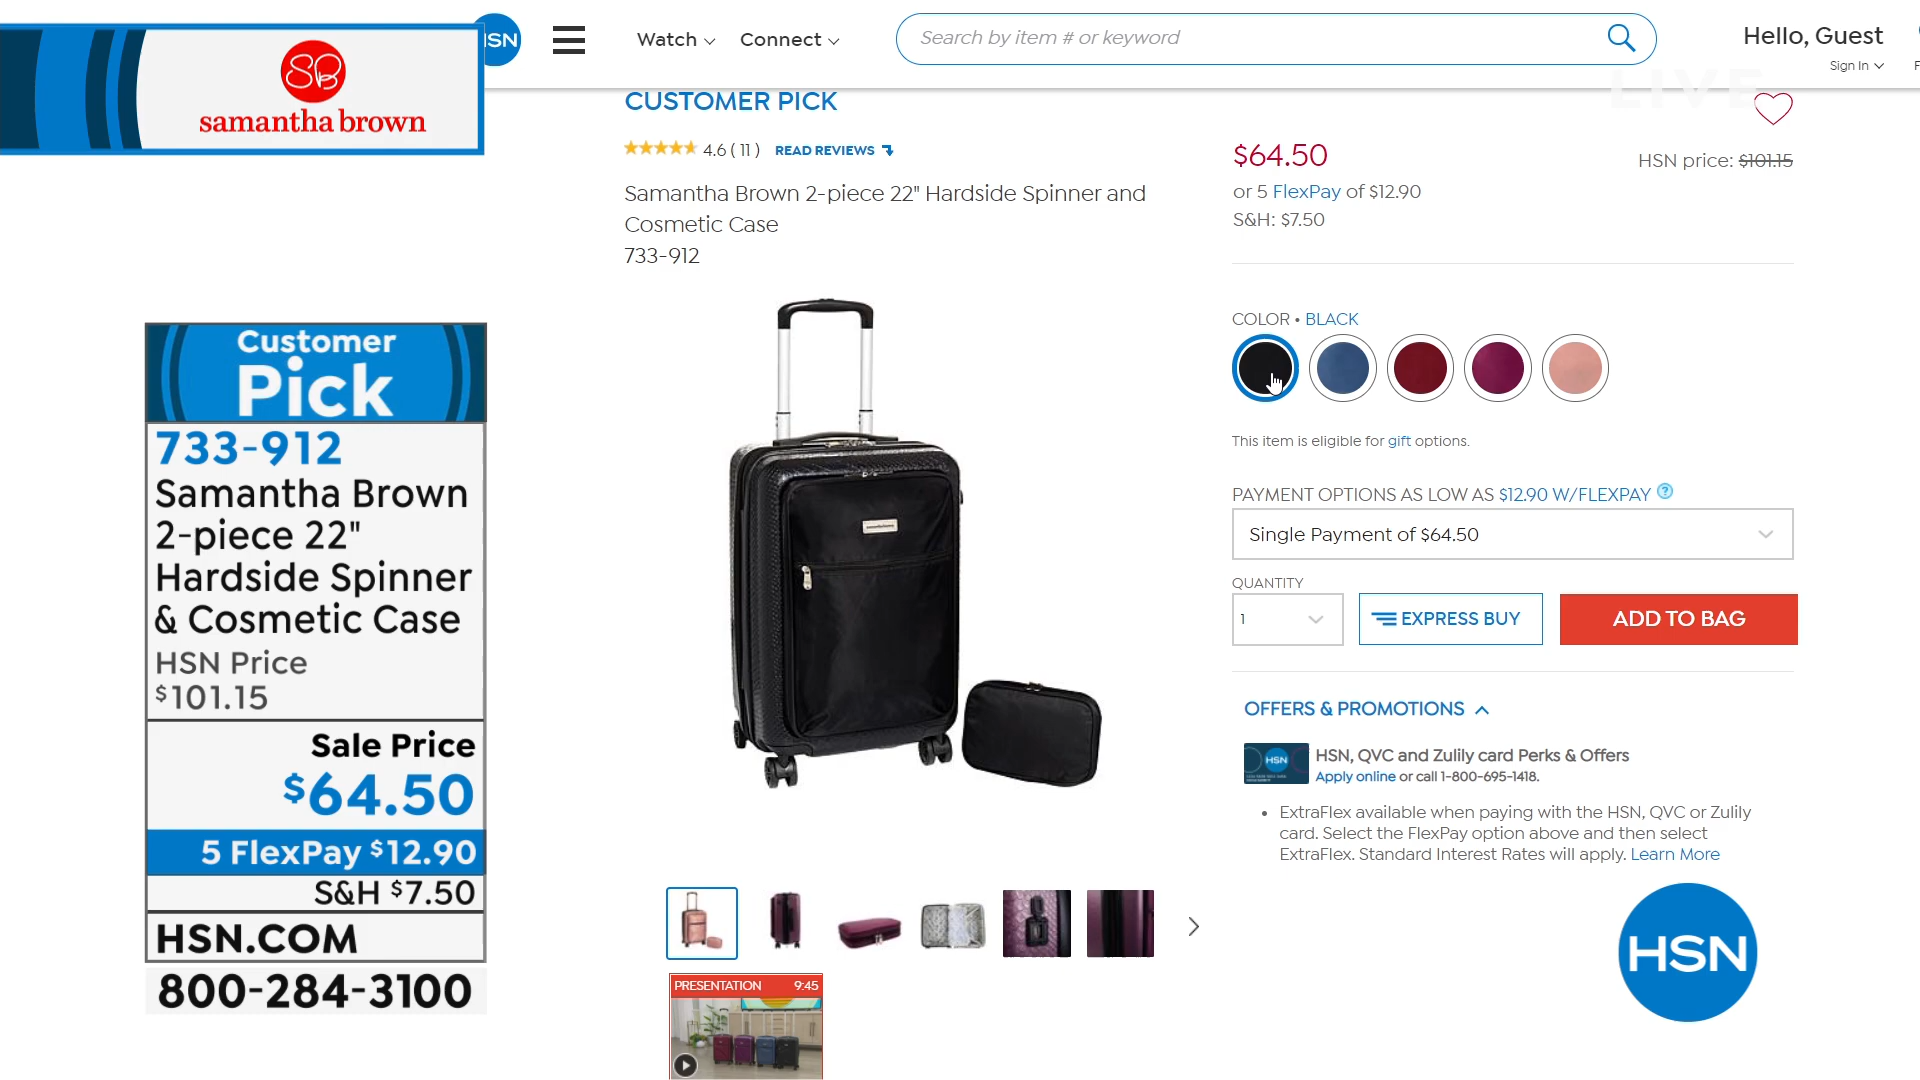 HSN
Watch
Connect
Search by item # or keyword
Hello, Guest
Sign In
F
LIVE
SB
samantha brown
CUSTOMER PICK
4.6 ( 11 ) READ REVIEWS
Samantha Brown 2-piece 22" Hardside Spinner and
Cosmetic Case
733-912
$64.50
HSN price: $101.15
or 5 FlexPay of $12.90
S&H: $7.50
COLOR • BLACK
This item is eligible for gift options.
PAYMENT OPTIONS AS LOW AS $12.90 W/FLEXPAY ?
Single Payment of $64.50
QUANTITY
1
EXPRESS BUY
ADD TO BAG
OFFERS & PROMOTIONS
HSN
HSN, QVC and Zulily card Perks & Offers
Apply online or call 1-800-695-1418.
• ExtraFlex available when paying with the HSN, QVC or Zulily
card. Select the FlexPay option above and then select
ExtraFlex. Standard Interest Rates will apply. Learn More
Customer
Pick
733-912
Samantha Brown
2-piece 22"
Hardside Spinner
& Cosmetic Case
HSN Price
$101.15
Sale Price
$64.50
5 FlexPay $12.90
S&H $7.50
HSN.COM
800-284-3100
PRESENTATION 9:45
HSN